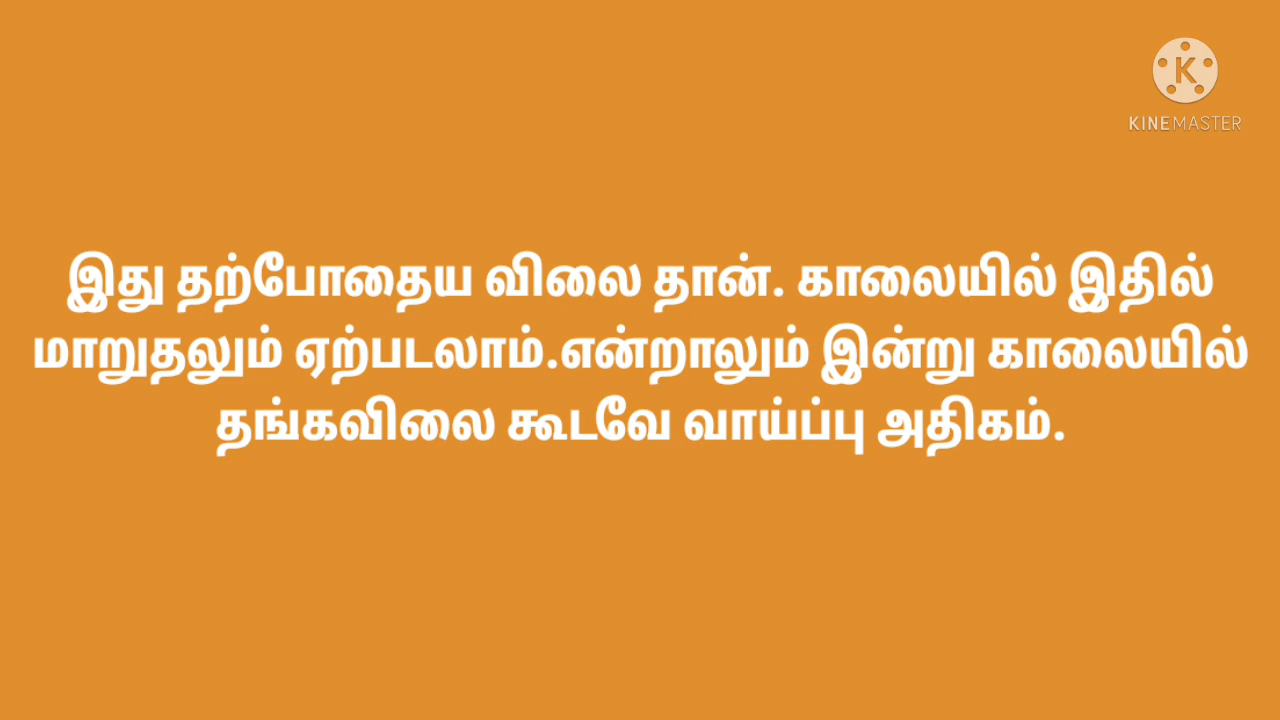 KINEMASTER
இது தற்போதைய விலை தான். காலையில் இதில்
மாறுதலும் ஏற்படலாம்.என்றாலும் இன்று காலையில்
தங்கவிலை கூடவே வாய்ப்பு அதிகம்.